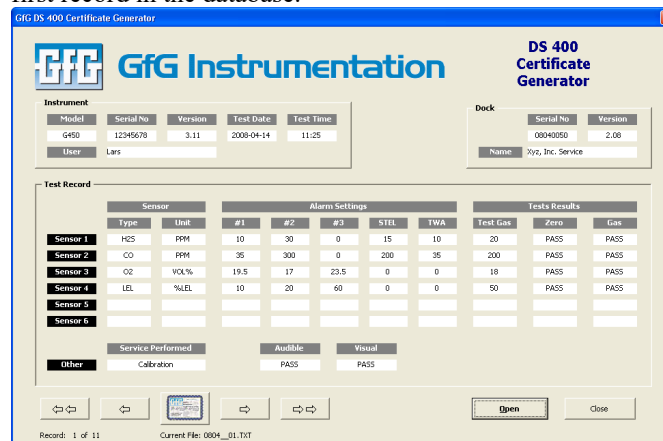 first record in the database.
GfG DS 400 Certificate Generator
GfG GfG Instrumentation
DS 400
Certificate
Generator
Instrument
Model Serial No Version Test Date Test Time
G450 12345678 3.11 2008-04-14 11:25
User Lars
Dock
Serial No Version
08040050 2.08
Name Xyz, Inc. Service
Test Record
Sensor Alarm Settings Tests Results
Type Unit #1 #2 #3 STEL TWA Test Gas Zero Gas
Sensor 1 H2S PPM 10 30 0 15 10 20 PASS PASS
Sensor 2 CO PPM 35 300 0 200 35 200 PASS PASS
Sensor 3 O2 VOL% 19.5 17 23.5 0 0 18 PASS PASS
Sensor 4 LEL %LEL 10 20 60 0 0 50 PASS PASS
Sensor 5
Sensor 6
Service Performed Audible Visual
Other Calibration PASS PASS
Open Close
Record: 1 of 11 Current File: 0804__01.TXT